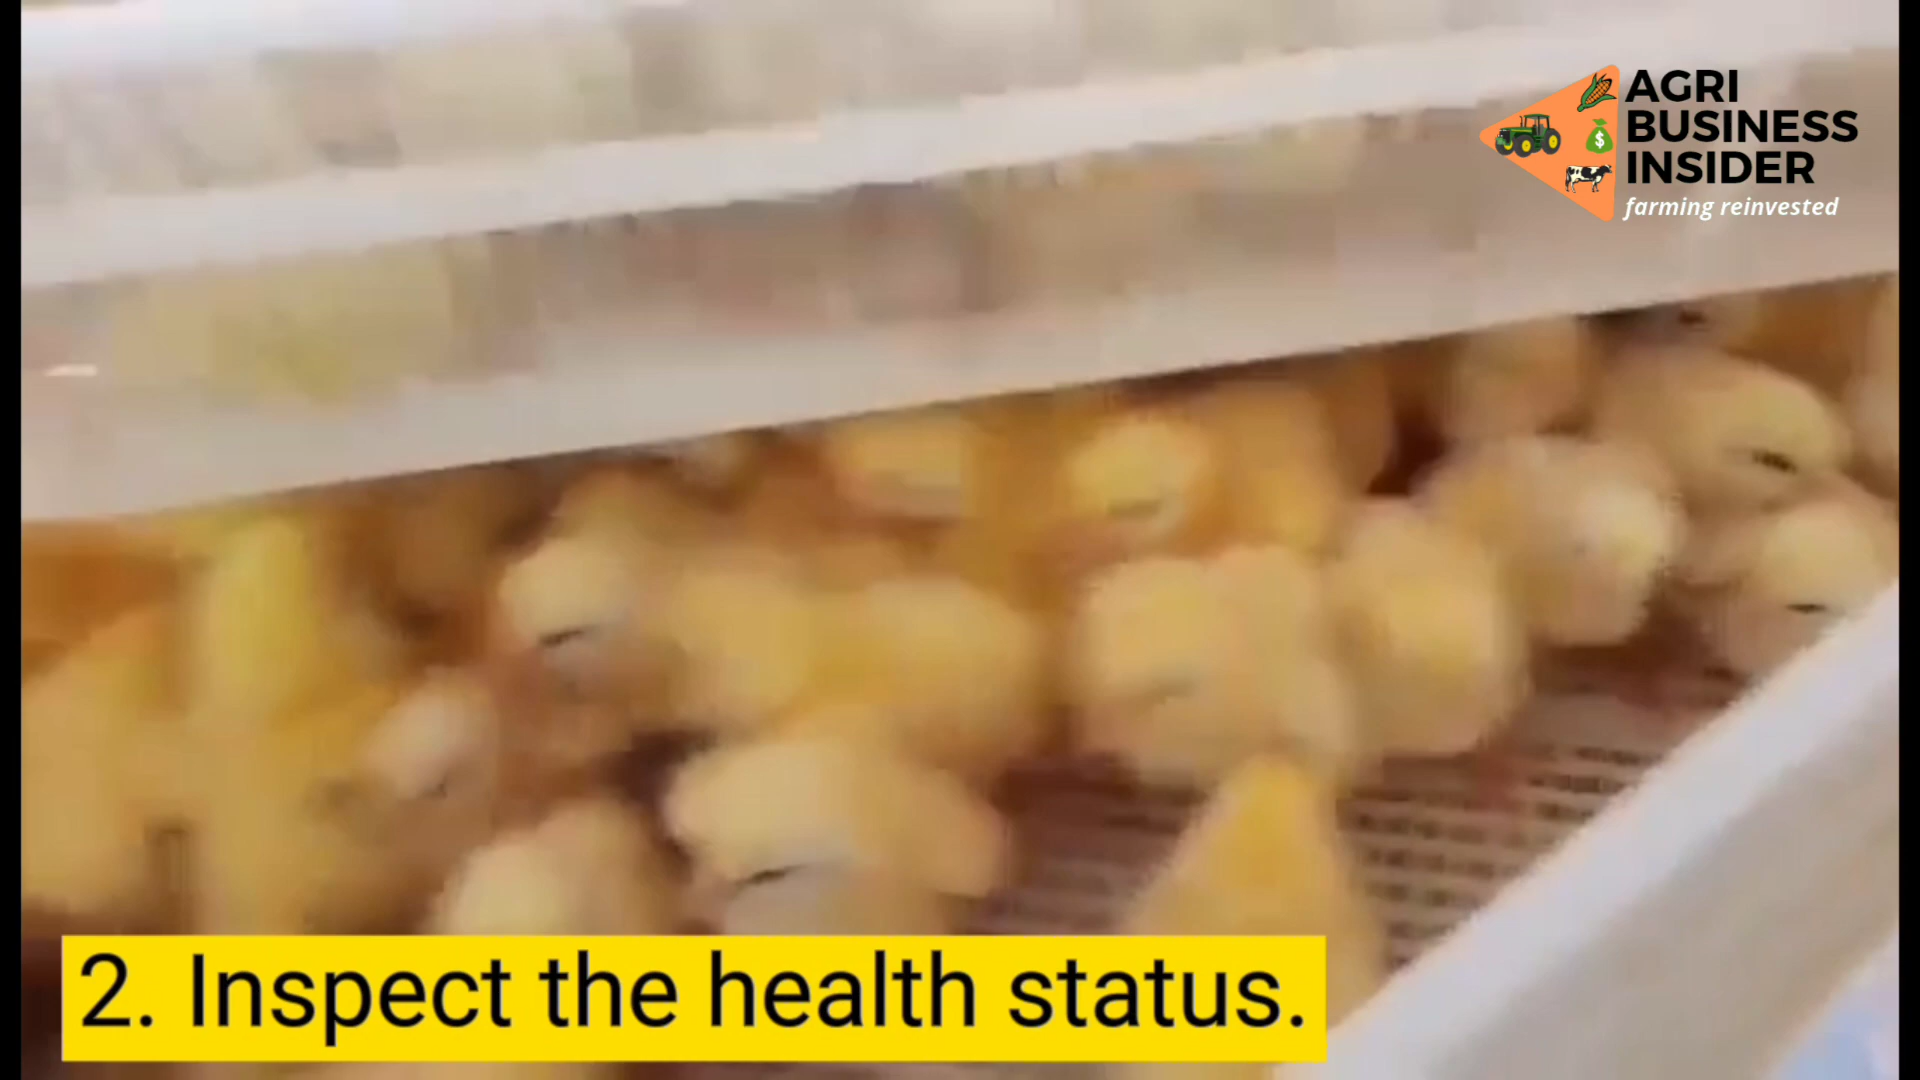 AGRI
BUSINESS
INSIDER
farming reinvested
2. Inspect the health status.